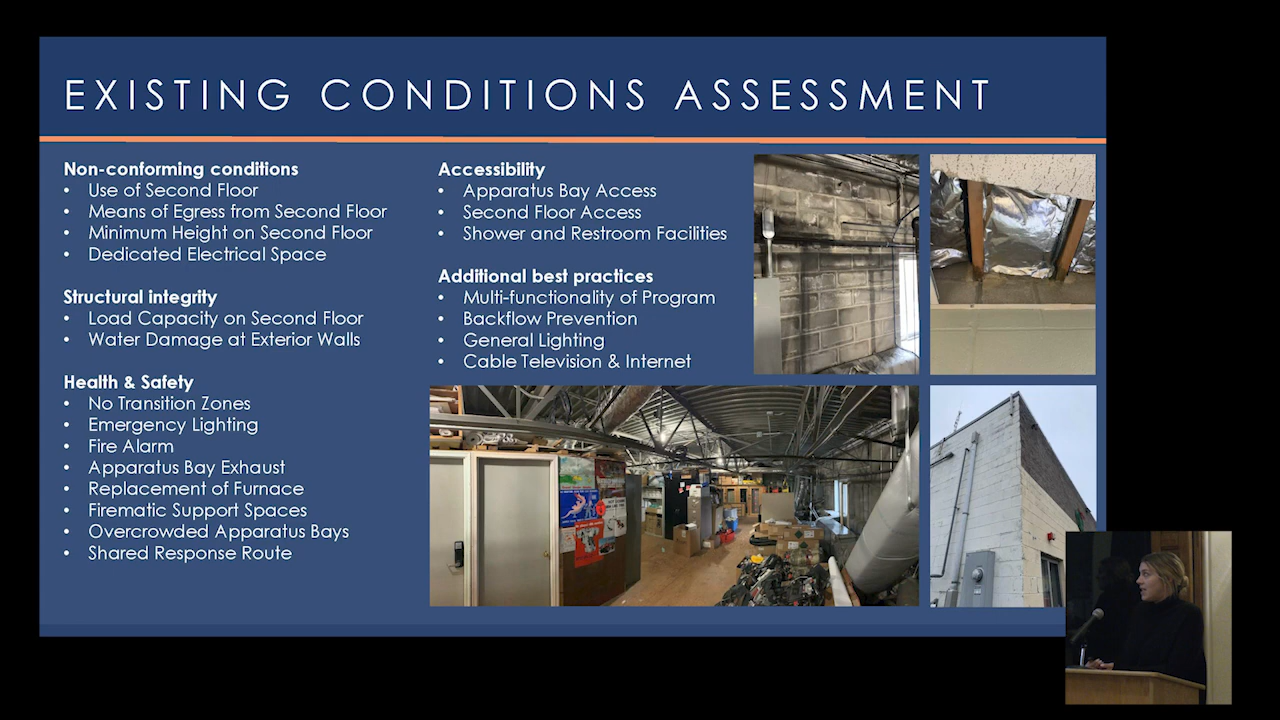 EXISTING CONDITIONS ASSESSMENT
Non-conforming conditions
• Use of Second Floor
• Means of Egress from Second Floor
• Minimum Height on Second Floor
• Dedicated Electrical Space
Structural integrity
• Load Capacity on Second Floor
• Water Damage at Exterior Walls
Health & Safety
• No Transition Zones
• Emergency Lighting
• Fire Alarm
• Apparatus Bay Exhaust
• Replacement of Furnace
• Firematic Support Spaces
• Overcrowded Apparatus Bays
• Shared Response Route
Accessibility
• Apparatus Bay Access
• Second Floor Access
• Shower and Restroom Facilities
Additional best practices
• Multi-functionality of Program
• Backflow Prevention
• General Lighting
• Cable Television & Internet